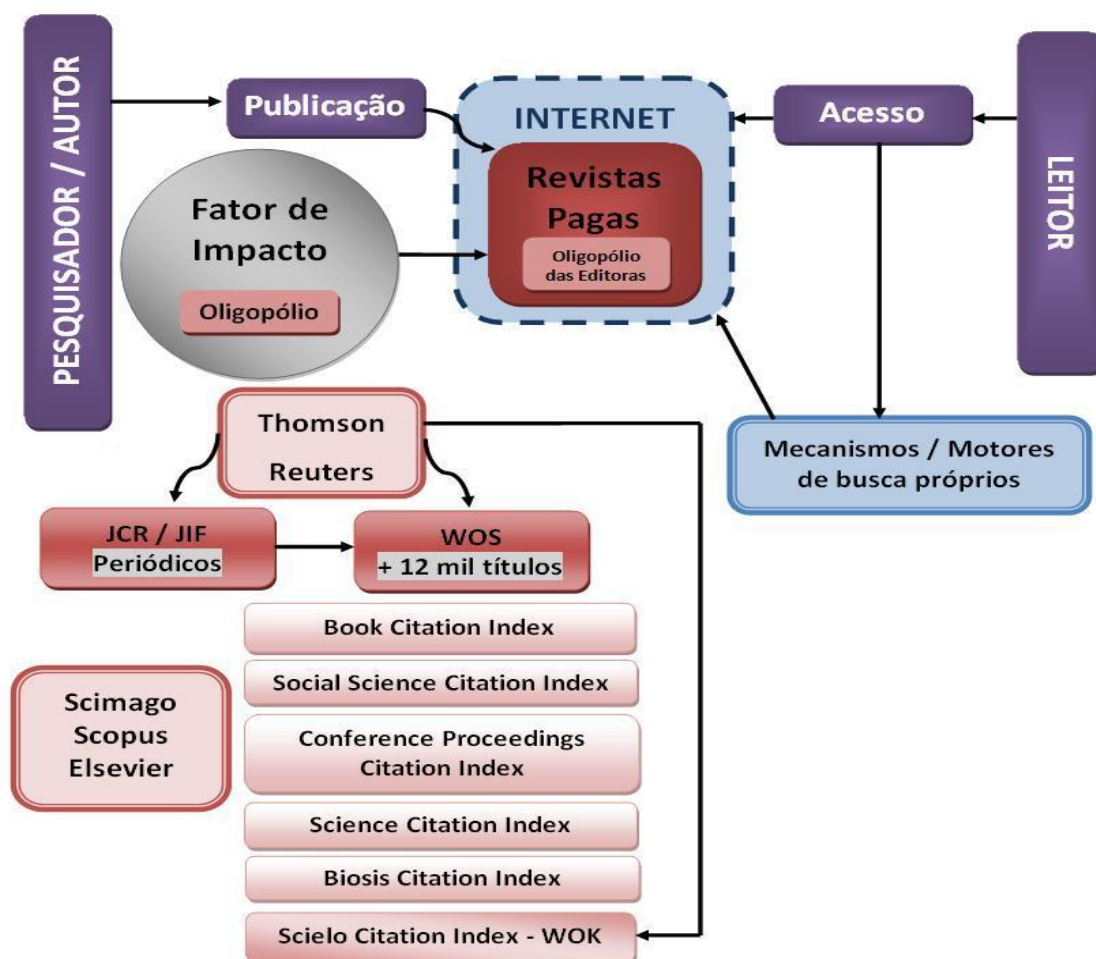 PESQUISADOR / AUTOR
Publicação
INTERNET
Revistas
Pagas
Oligopólio
das Editoras
Acesso
LEITOR
Fator de
Impacto
Oligopólio
Mecanismos / Motores
de busca próprios
Thomson
Reuters
JCR / JIF
Periódicos
WOS
+ 12 mil títulos
Scimago
Scopus
Elsevier
Book Citation Index
Social Science Citation Index
Conference Proceedings
Citation Index
Science Citation Index
Biosis Citation Index
Scielo Citation Index - WOK